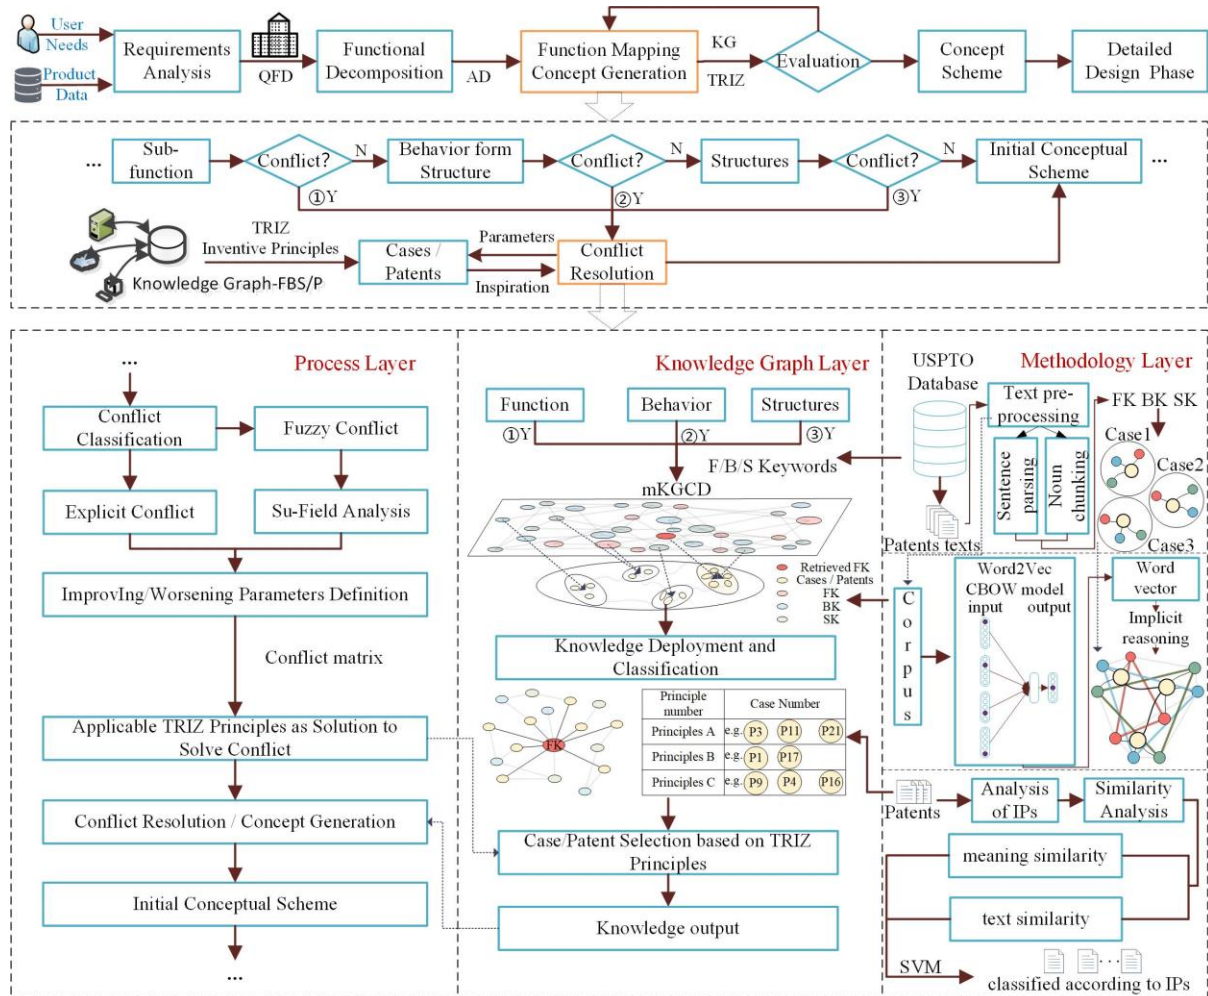 User
Needs
Product
Data
Requirements
Analysis
QFD
Functional
Decomposition
AD
Function Mapping
Concept Generation
KG
TRIZ
Evaluation
Concept
Scheme
Detailed
Design Phase
...
Sub-
function
Conflict?
N
Behavior form
Structure
Conflict?
N
Structures
Conflict?
N
Initial Conceptual
Scheme
...
①Y
②Y
③Y
TRIZ
Inventive Principles
Knowledge Graph-FBS/P
Cases /
Patents
Parameters
Inspiration
Conflict
Resolution
Process Layer
...
Conflict
Classification
Fuzzy Conflict
Explicit Conflict
Su-Field Analysis
ImprovIng/Worsening Parameters Definition
Conflict matrix
Applicable TRIZ Principles as Solution to
Solve Conflict
Conflict Resolution / Concept Generation
Initial Conceptual Scheme
...
Knowledge Graph Layer
Function
Behavior
Structures
①Y
②Y
③Y
F/B/S Keywords
mKGCD
Retrieved FK
Cases / Patents
FK
BK
SK
Knowledge Deployment and
Classification
FK
Principle
number
Case Number
Principles A
e.g. P3 P11 P21
Principles B
e.g. P1 P17
Principles C
e.g. P9 P4 P16
Case/Patent Selection based on TRIZ
Principles
Knowledge output
Methodology Layer
USPTO
Database
Text pre-
processing
FK BK SK
Sentence
parsing
Noun
chunking
Case1
Case2
Case3
Patents texts
Corpus
Word2Vec
CBOW model
input
output
Word
vector
Implicit
reasoning
Patents
Analysis
of IPs
Similarity
Analysis
meaning similarity
text similarity
SVM
...
classified according to IPs